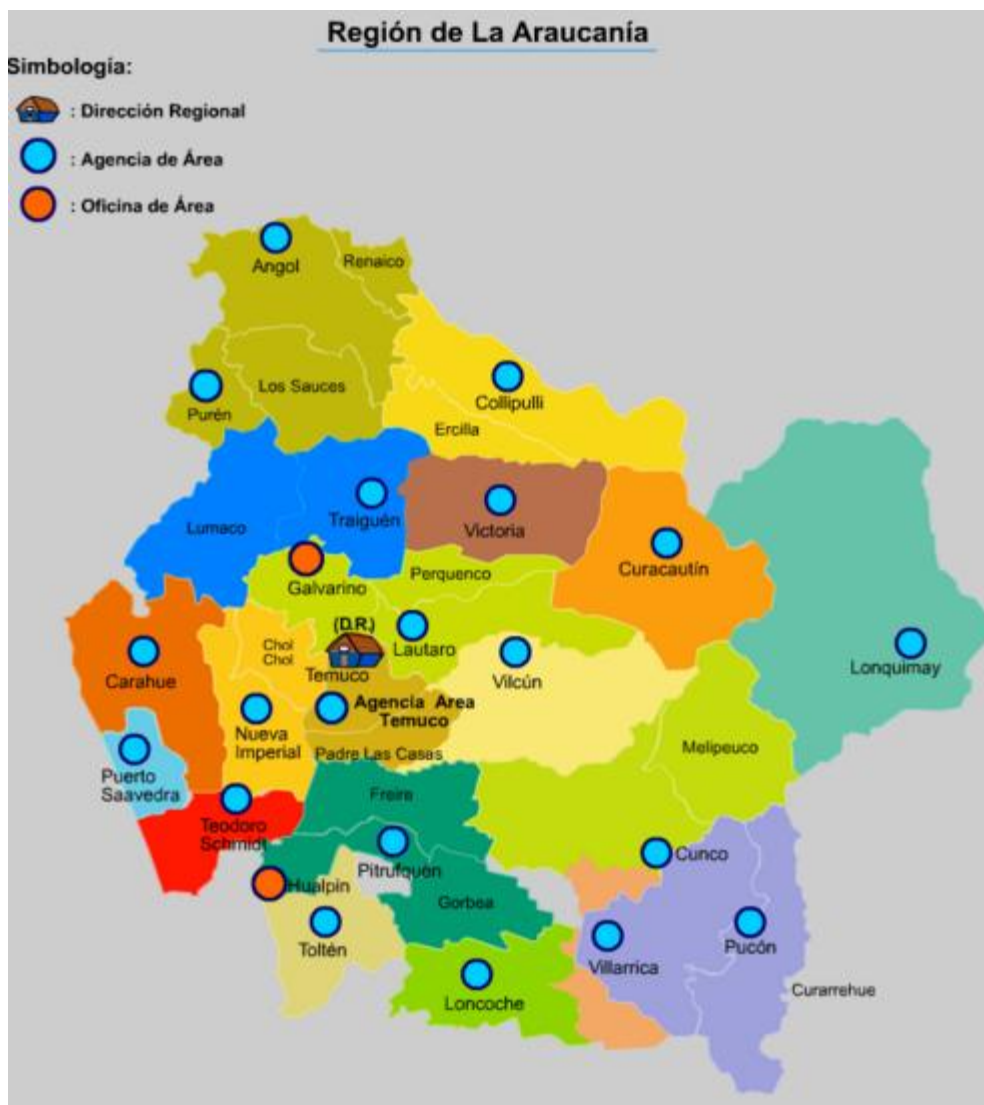 Región de La Araucanía
Simbología:
: Dirección Regional
: Agencia de Área
: Oficina de Área
Angol
Renaico
Los Sauces
Purén
Collipulli
Ercilla
Lumaco
Traiguén
Victoria
Curacautín
Galvarino
Perquenco
(D.R.)
Chol
Chol
Lautaro
Temuco
Vilcún
Lonquimay
Carahue
Agencia Area
Temuco
Nueva
Imperial
Padre Las Casas
Melipeuco
Puerto
Saavedra
Freire
Teodoro
Schmidt
Pitrufquén
Cunco
Hualpin
Gorbea
Toltén
Villarrica
Pucón
Loncoche
Curarrehue